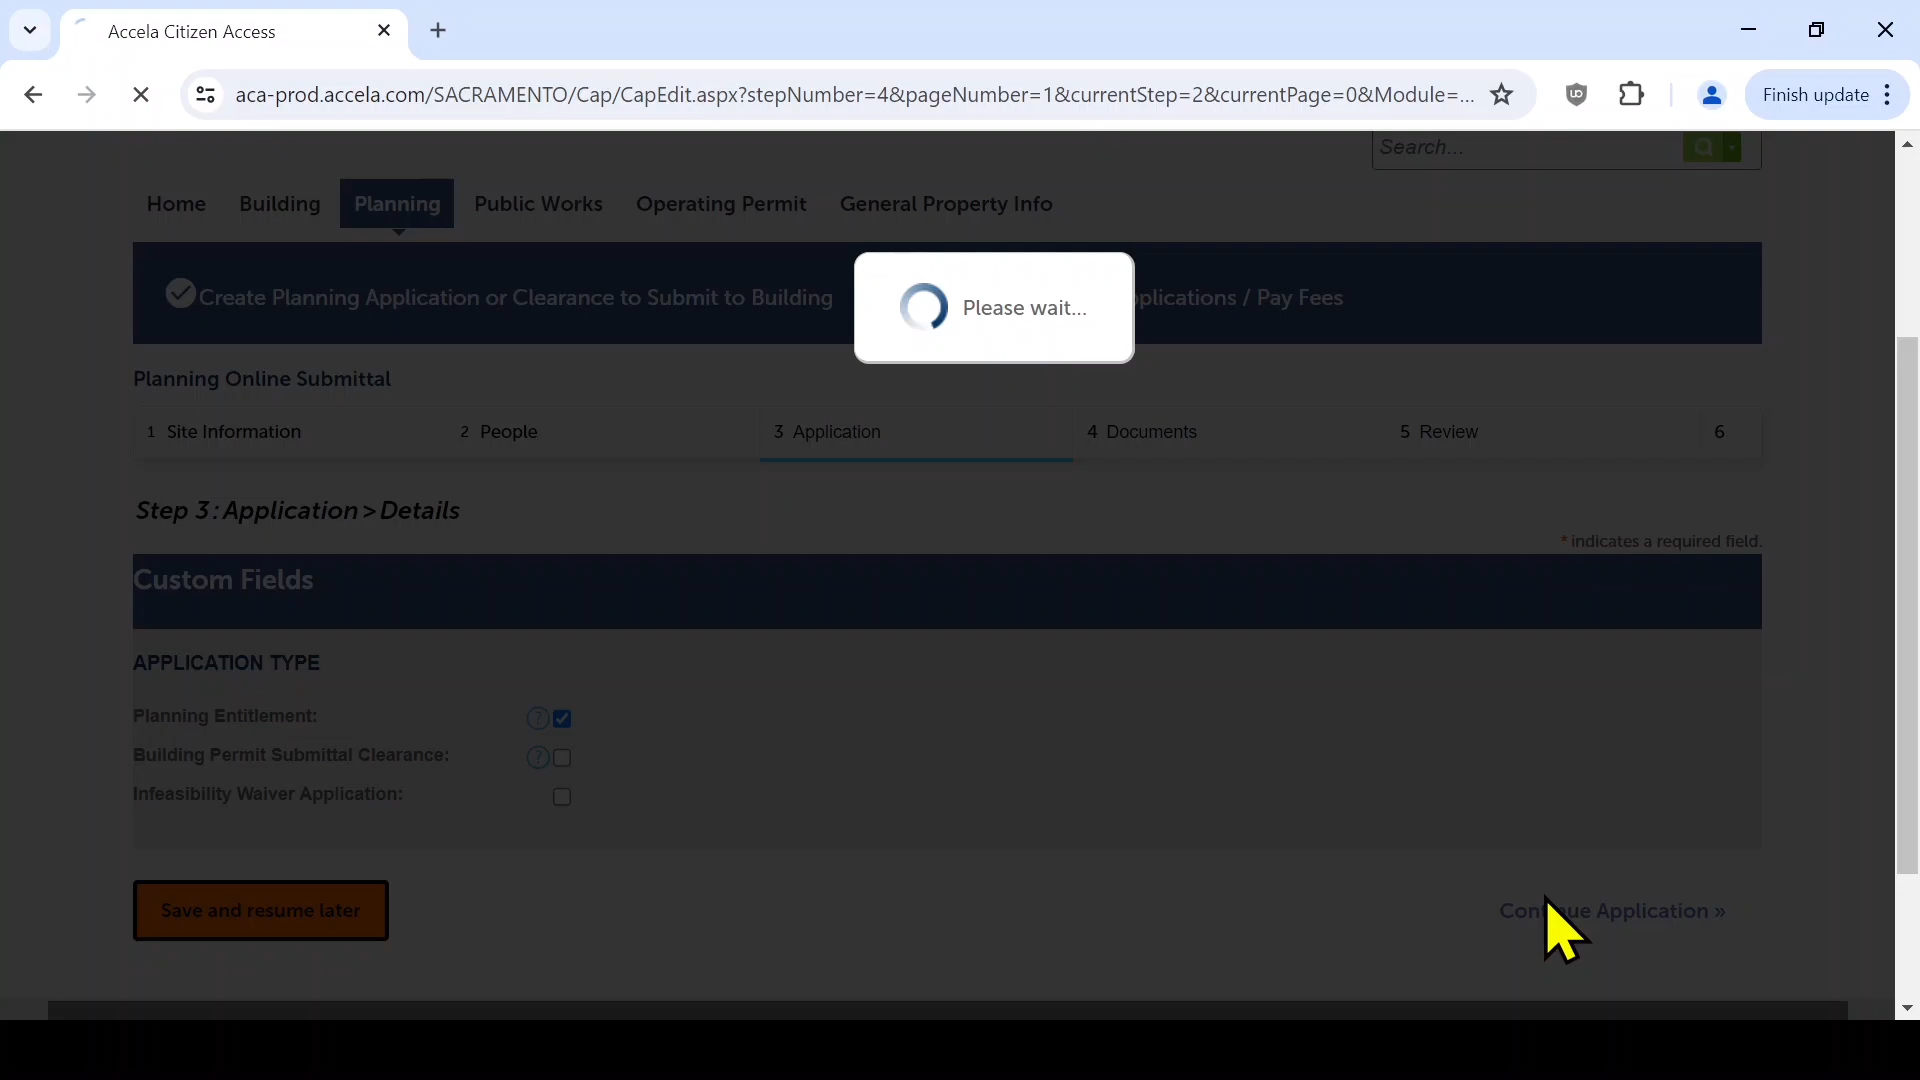 Accela Citizen Access
aca-prod.accela.com/SACRAMENTO/Cap/CapEdit.aspx?stepNumber=4&pageNumber=1&currentStep=2&currentPage=0&Module=...
Finish update
Search...
Home Building Planning Public Works Operating Permit General Property Info
Create Planning Application or Clearance to Submit to Building
plications / Pay Fees
Please wait...
Planning Online Submittal
1 Site Information 2 People 3 Application 4 Documents 5 Review 6
Step 3: Application > Details
* indicates a required field.
Custom Fields
APPLICATION TYPE
Planning Entitlement: ?
Building Permit Submittal Clearance: ?
Infeasibility Waiver Application:
Save and resume later
Con ue Application »